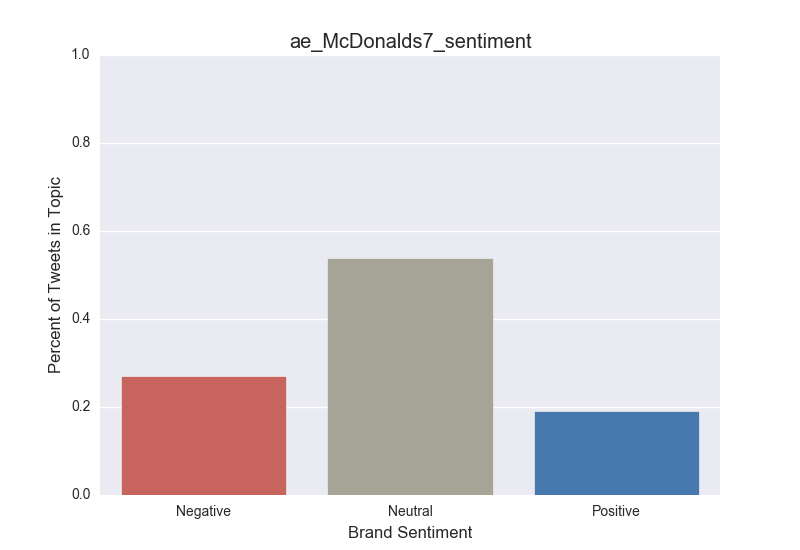 ae_McDonalds7_sentiment
1.0
0.8
0.6
0.4
0.2
0.0
Percent of Tweets in Topic
Negative
Neutral
Positive
Brand Sentiment